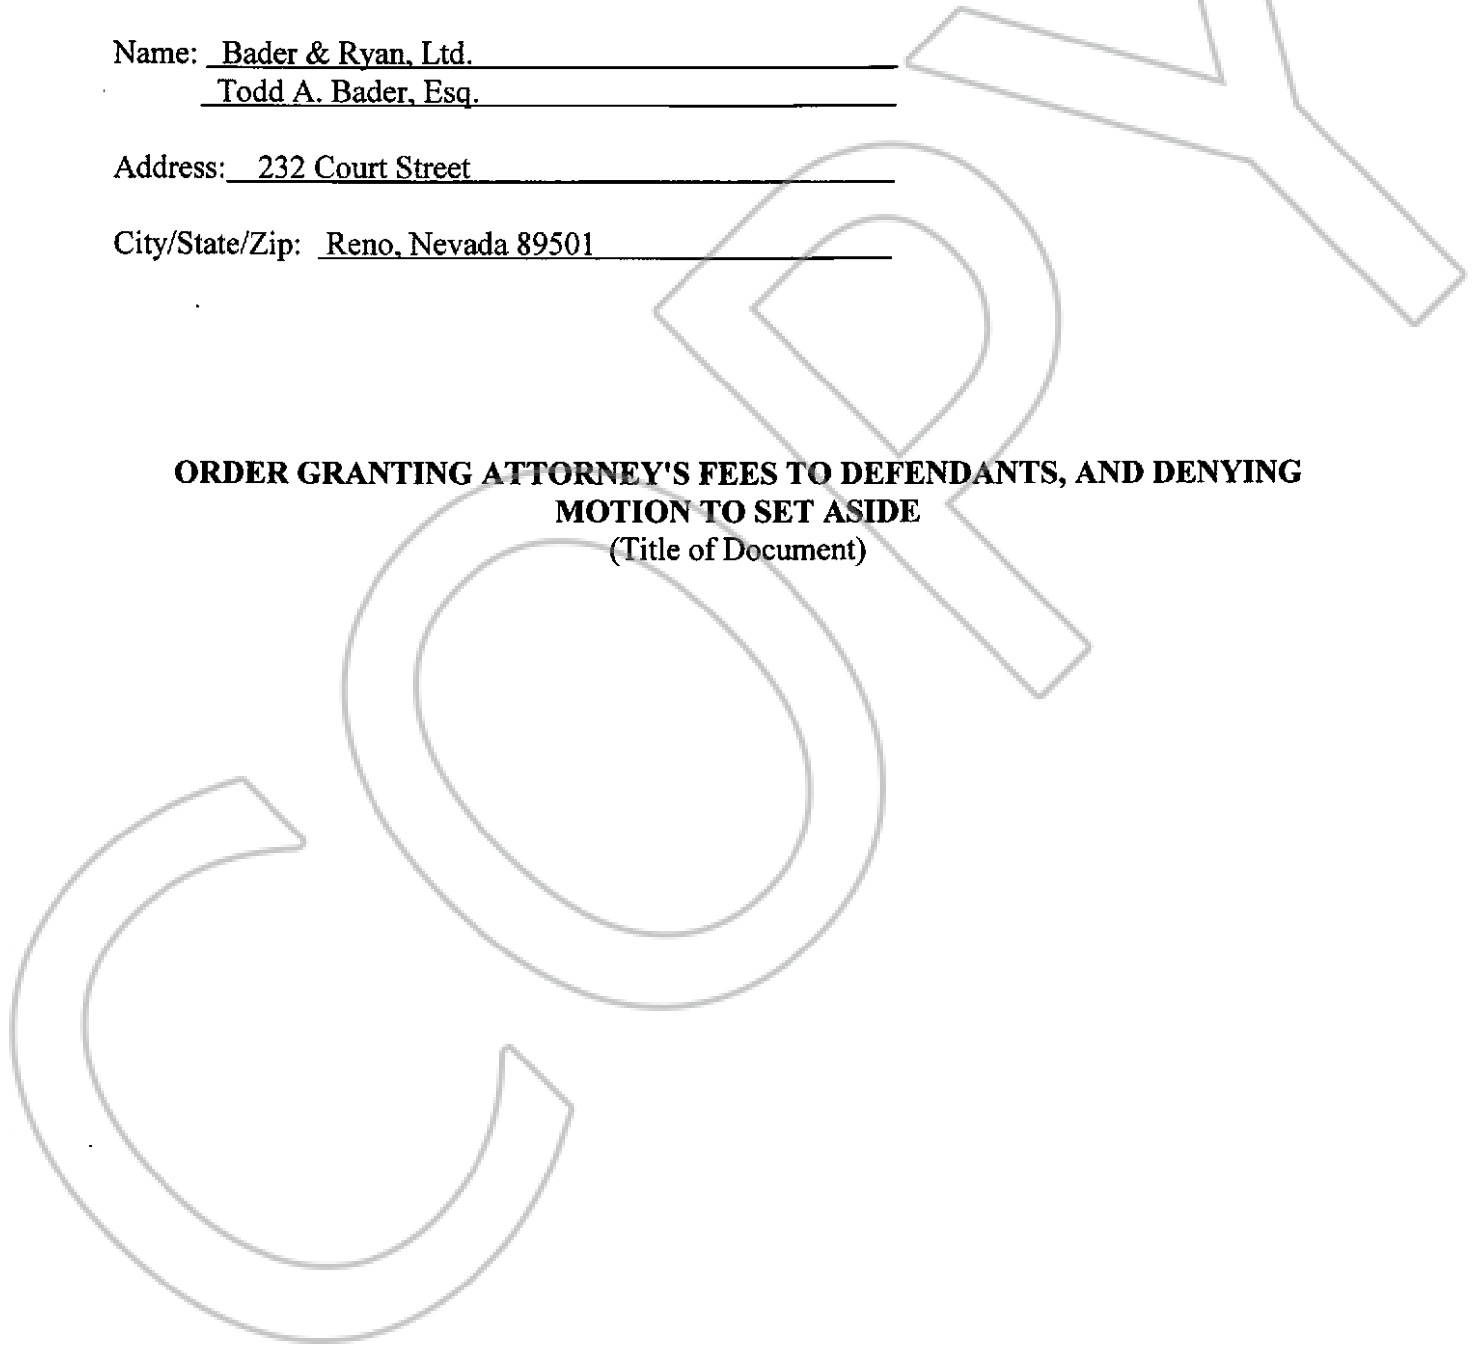 Name: Bader & Ryan, Ltd.
Todd A. Bader, Esq.
Address: 232 Court Street
City/State/Zip: Reno, Nevada 89501
ORDER GRANTING ATTORNEY'S FEES TO DEFENDANTS, AND DENYING
MOTION TO SET ASIDE
(Title of Document)
COPY